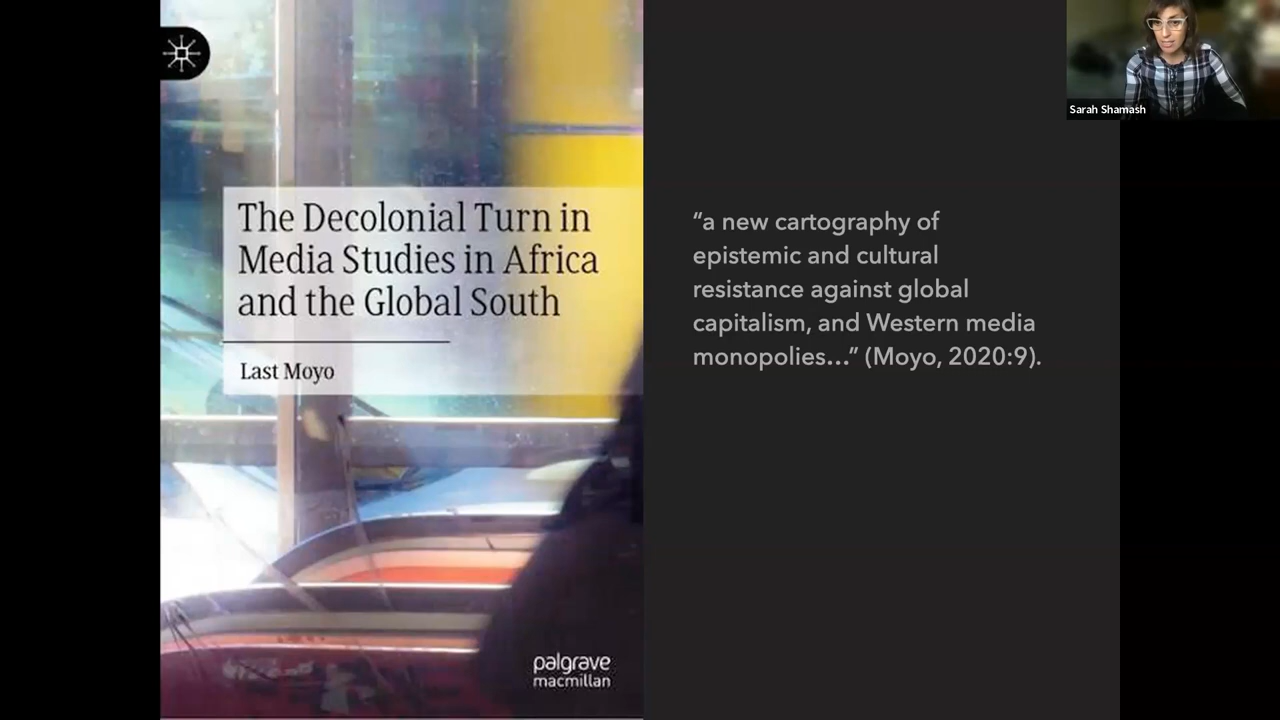 The Decolonial Turn in
Media Studies in Africa
and the Global South
Last Moyo
palgrave
macmillan
“a new cartography of
epistemic and cultural
resistance against global
capitalism, and Western media
monopolies…” (Moyo, 2020:9).
Sarah Shamash